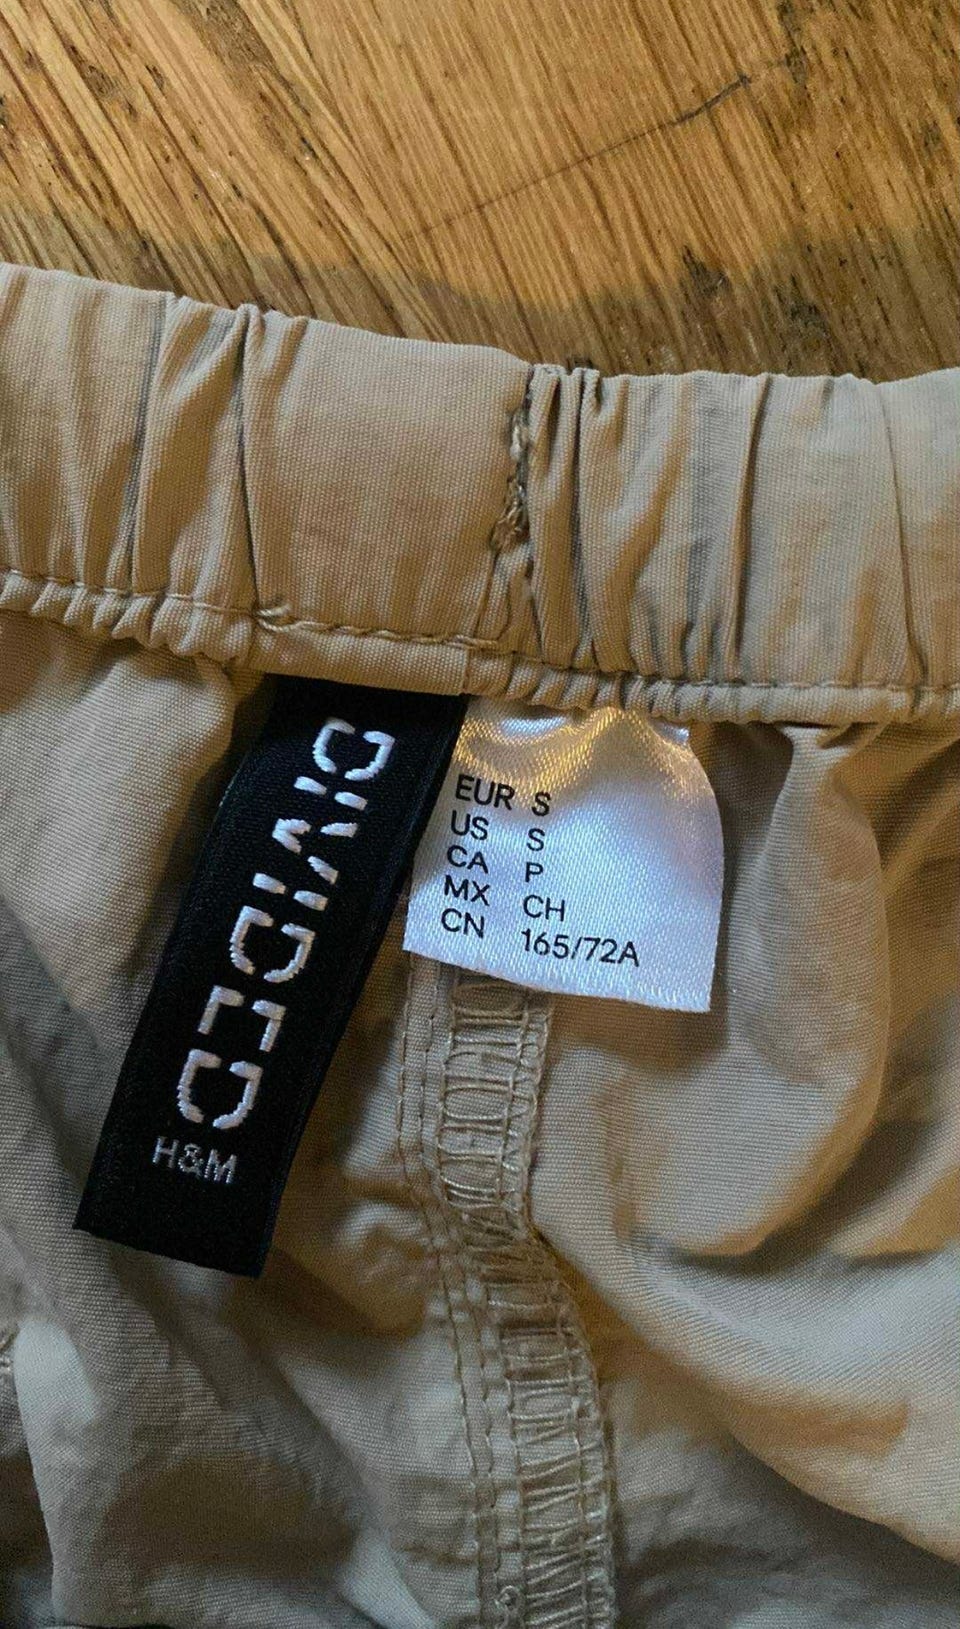 DIVIDED
H&M
EUR S
US S
CA P
MX CH
CN 165/72A